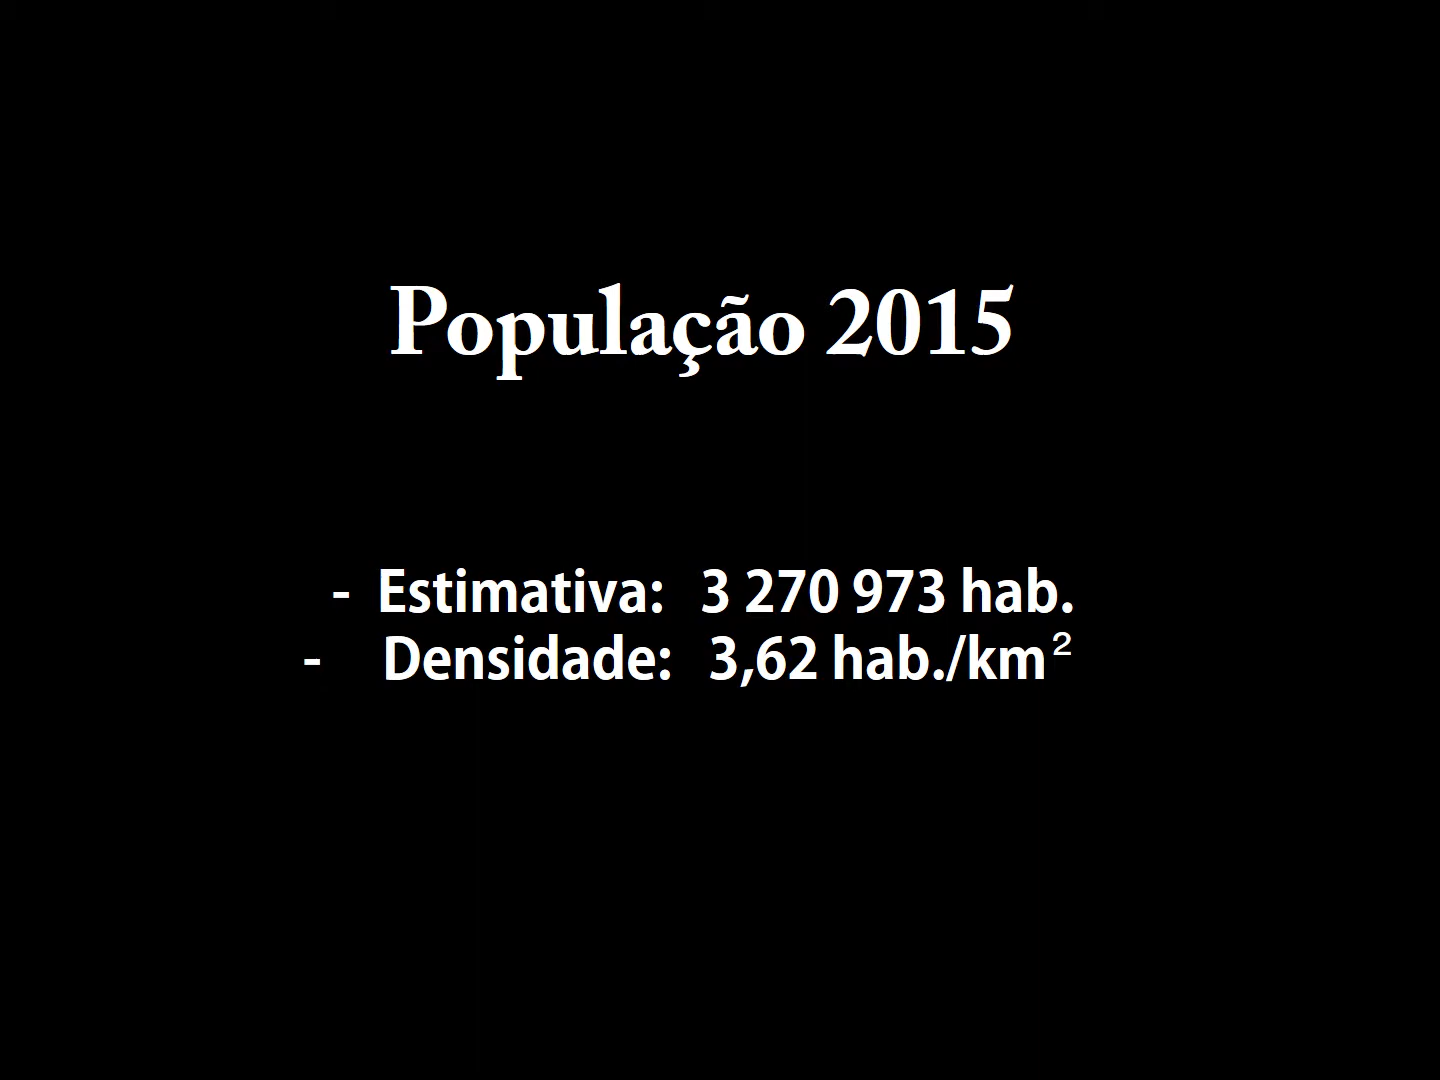 População 2015
- Estimativa: 3 270 973 hab.
- Densidade: 3,62 hab./km²